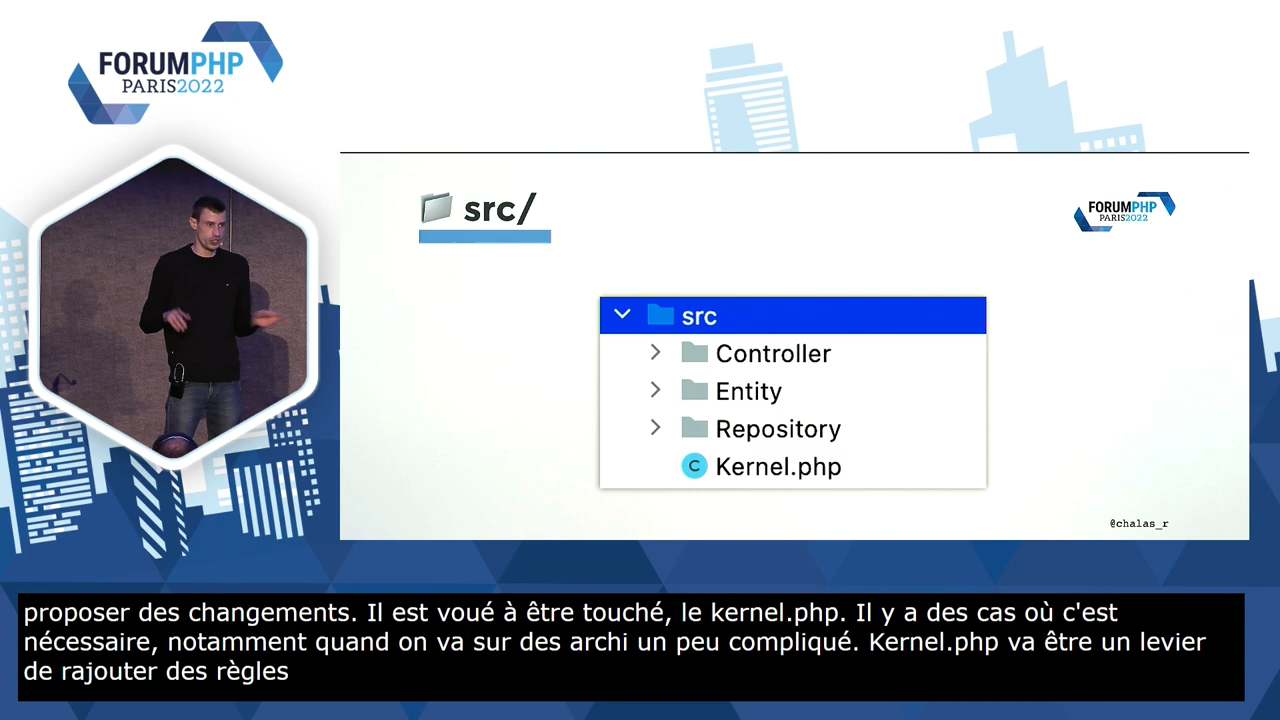 FORUMPHP
PARIS2022
src/
FORUMPHP
PARIS2022
src
Controller
Entity
Repository
C Kernel.php
@chalas_r
proposer des changements. Il est voué à être touché, le kernel.php. Il y a des cas où c'est
nécessaire, notamment quand on va sur des archi un peu compliqué. Kernel.php va être un levier
de rajouter des règles